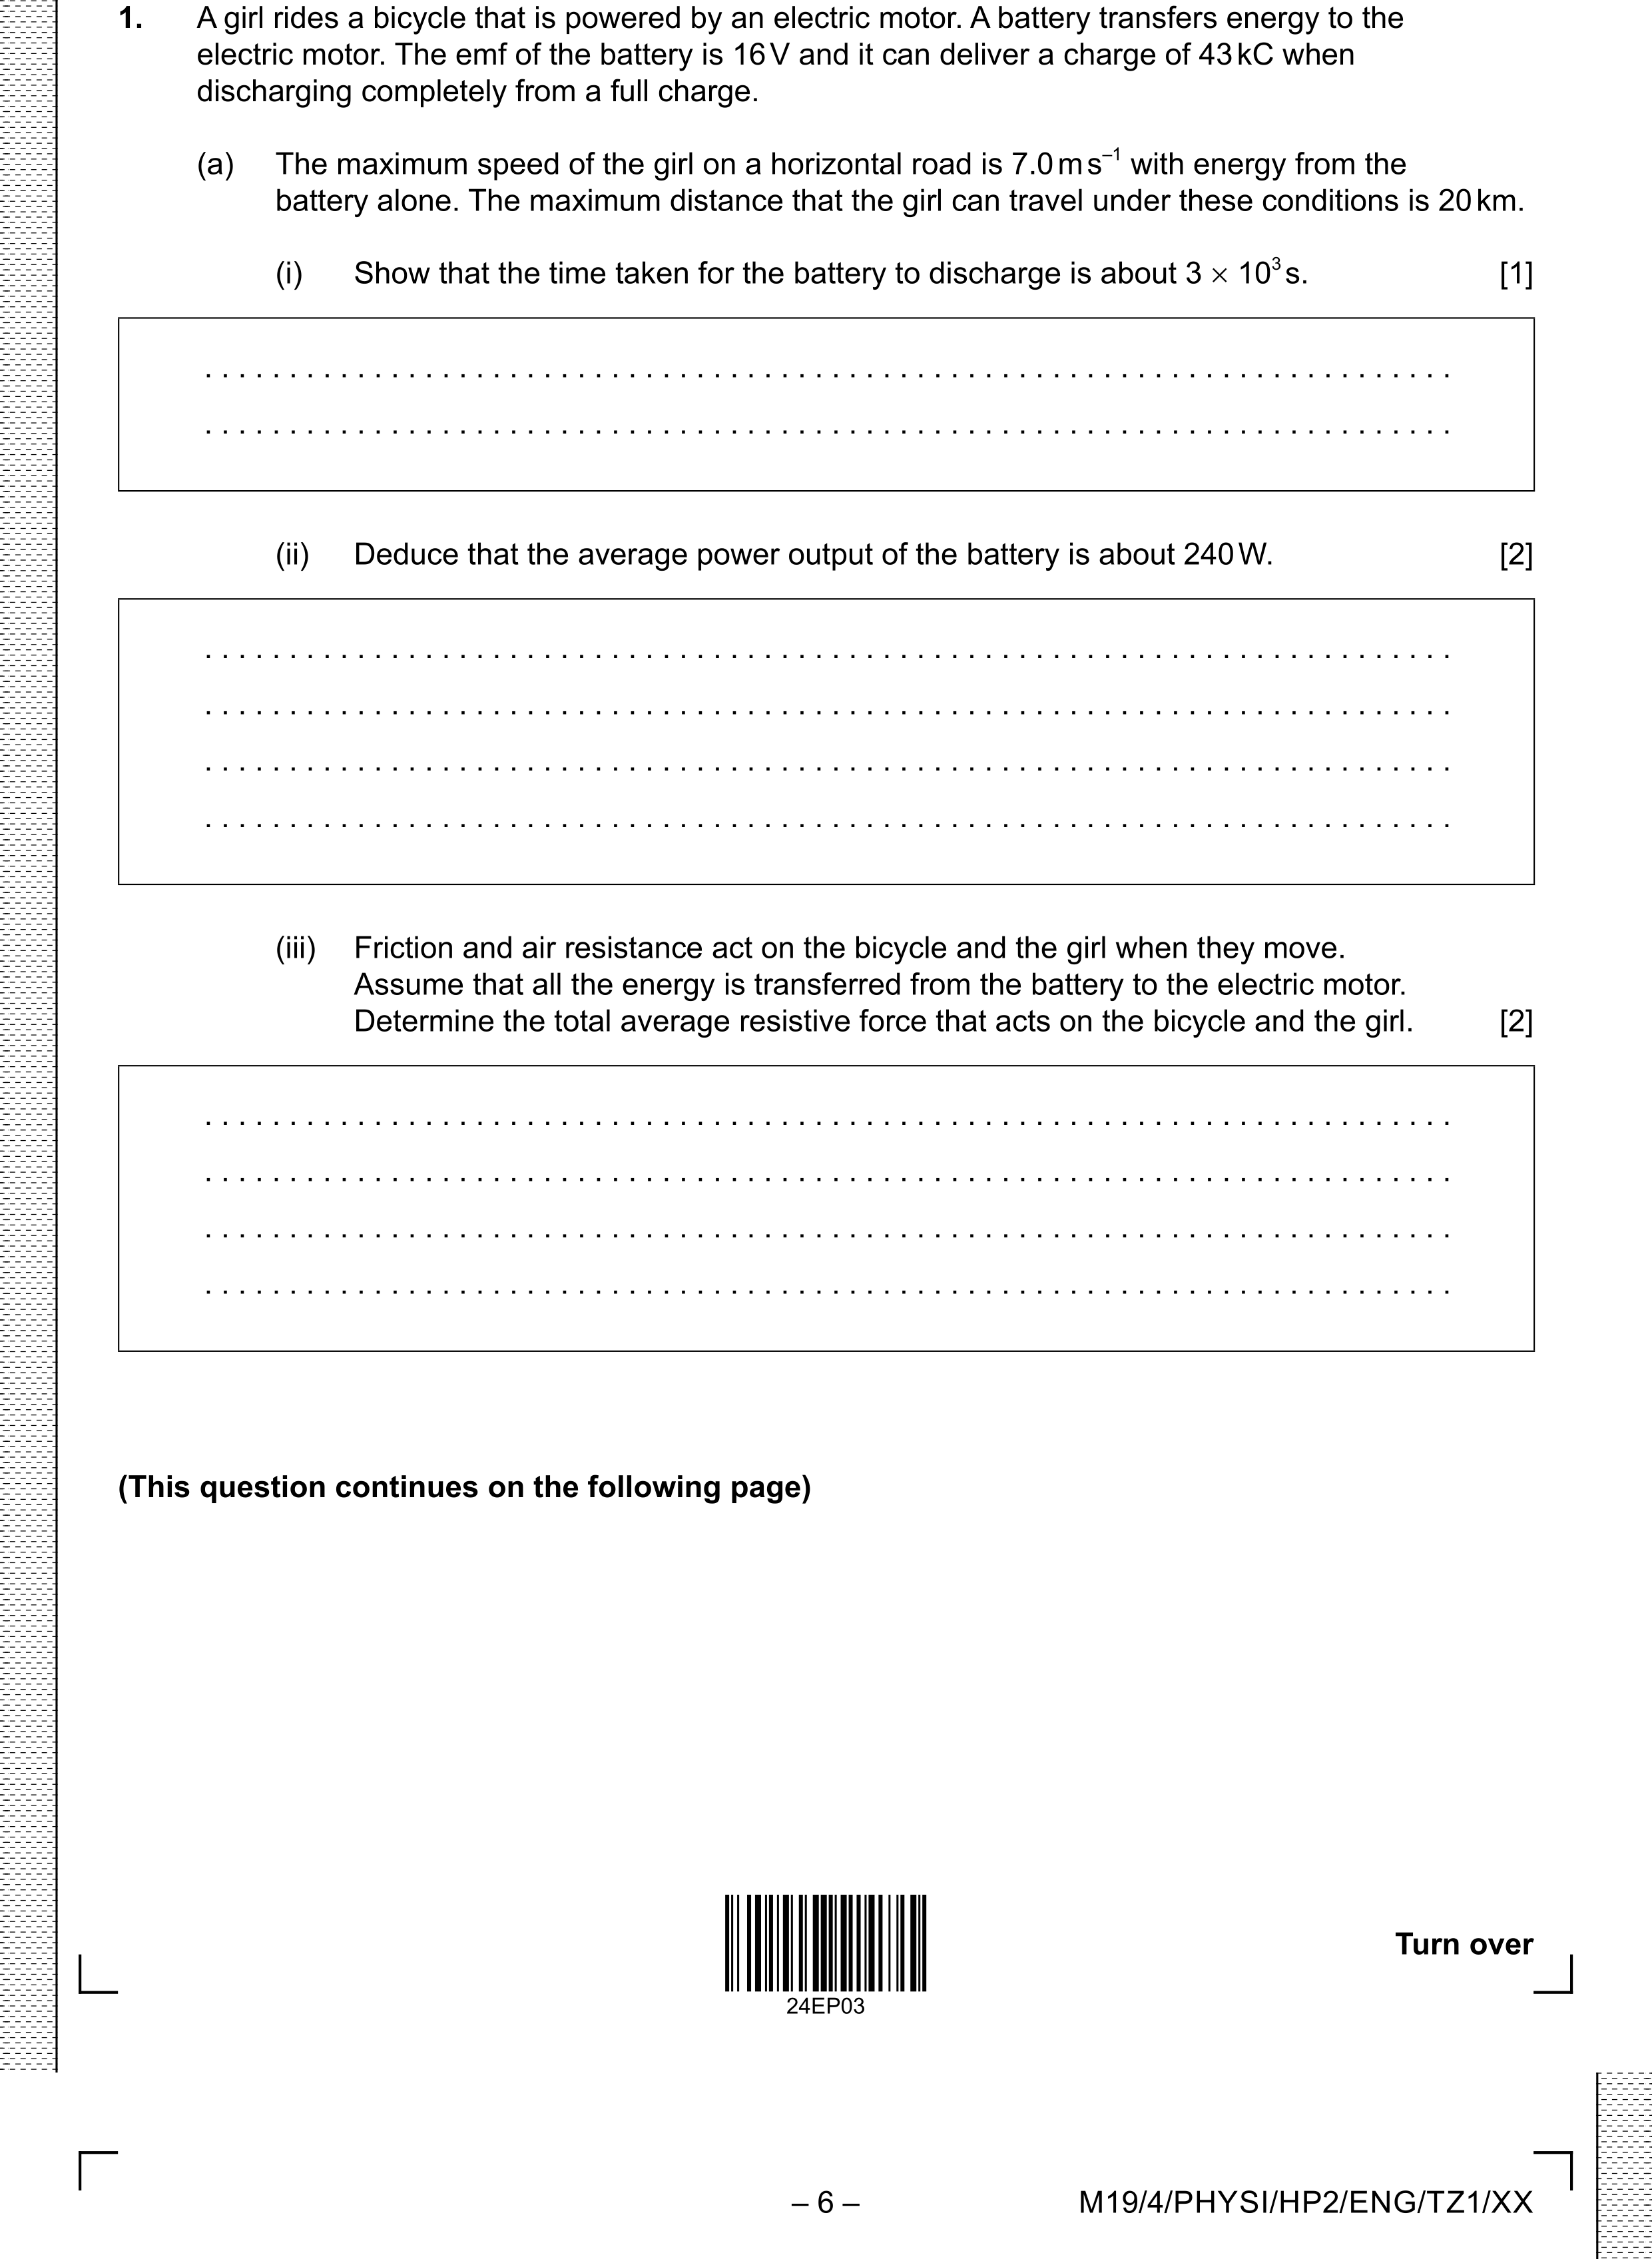 1. A girl rides a bicycle that is powered by an electric motor. A battery transfers energy to the
electric motor. The emf of the battery is 16 V and it can deliver a charge of 43 kC when
discharging completely from a full charge.
(a) The maximum speed of the girl on a horizontal road is 7.0 m s⁻¹ with energy from the
battery alone. The maximum distance that the girl can travel under these conditions is 20 km.
(i) Show that the time taken for the battery to discharge is about 3 × 10³ s. [1]
(ii) Deduce that the average power output of the battery is about 240 W. [2]
(iii) Friction and air resistance act on the bicycle and the girl when they move.
Assume that all the energy is transferred from the battery to the electric motor.
Determine the total average resistive force that acts on the bicycle and the girl. [2]
(This question continues on the following page)
Turn over
24EP03
– 6 – M19/4/PHYSI/HP2/ENG/TZ1/XX